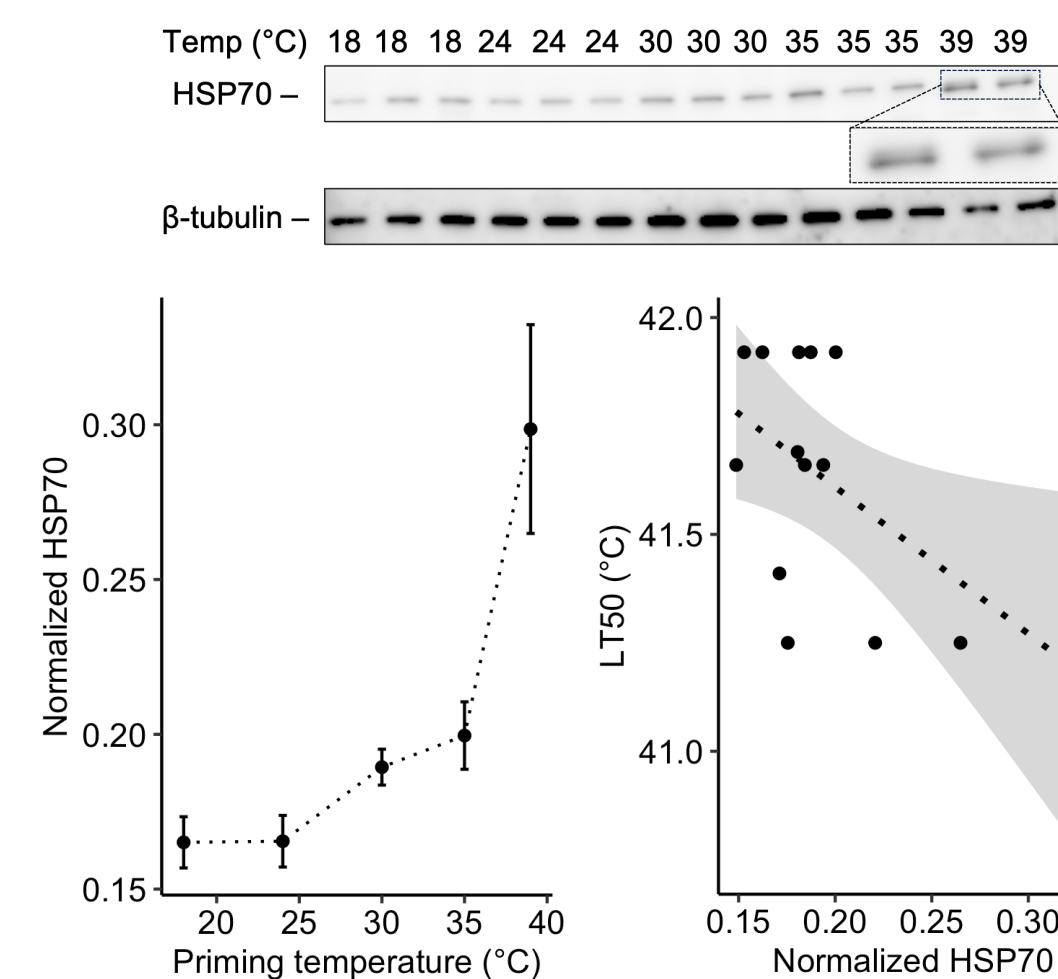 Temp (°C) 18 18 18 24 24 24 30 30 30 35 35 35 39 39
HSP70 –
β-tubulin –
Normalized HSP70
0.30
0.25
0.20
0.15
20 25 30 35 40
Priming temperature (°C)
LT50 (°C)
42.0
41.5
41.0
0.15 0.20 0.25 0.30
Normalized HSP70